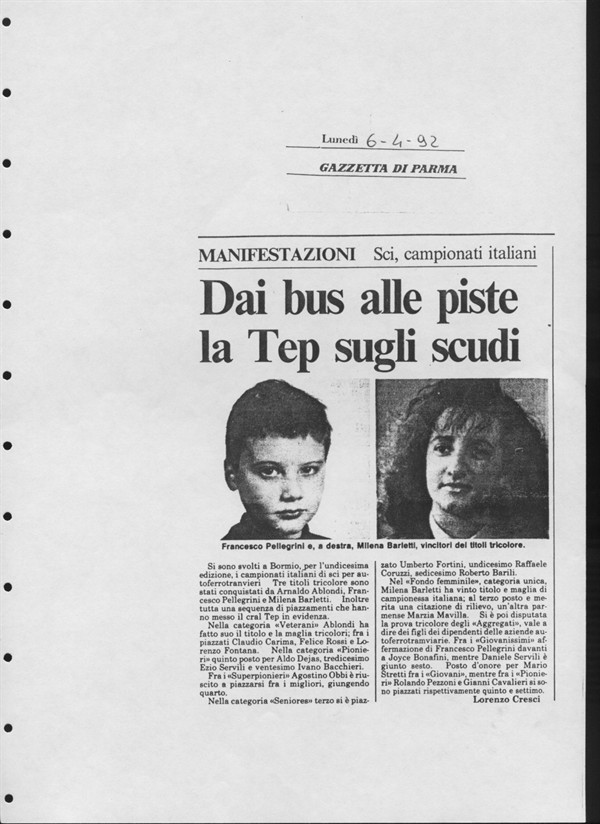 Lunedì 6-4-92
GAZZETTA DI PARMA
MANIFESTAZIONI Sci, campionati italiani
Dai bus alle piste
la Tep sugli scudi
Francesco Pellegrini e, a destra, Milena Barletti, vincitori dei titoli tricolore.
Si sono svolti a Bormio, per l'undicesima
edizione, i campionati italiani di sci per au-
toferrotranvieri Tre titoli tricolore sono
stati conquistati da Arnaldo Ablondi, Fran-
cesco Pellegrini e Milena Barletti. Inoltre
tutta una sequenza di piazzamenti che han-
no messo il cral Tep in evidenza.
Nella categoria «Veterani» Ablondi ha
fatto suo il titolo e la maglia tricolori; fra i
piazzati Claudio Carima, Felice Rossi e Lo-
renzo Fontana. Nella categoria «Pionie-
ri» quinto posto per Aldo Dejas, tredicesimo
Ezio Servili e ventesimo Ivano Bacchieri.
Fra i «Superpionieri» Agostino Obbi è riu-
scito a piazzarsi fra i migliori, giungendo
quarto.
Nella categoria «Seniores» terzo si è piaz-
zato Umberto Fortini, undicesimo Raffaele
Coruzzi, sedicesimo Roberto Barili.
Nel «Fondo femminile», categoria unica,
Milena Barletti ha vinto titolo e maglia di
campionessa italiana; al terzo posto e me-
rita una citazione di rilievo, un'altra par-
mense Marzia Mavilla. Si è poi disputata
la prova tricolore degli «Aggregati», vale a
dire dei figli dei dipendenti delle aziende au-
toferrotramviarie. Fra i «Giovanissimi» af-
fermazione di Francesco Pellegrini davanti
a Joyce Bonafini, mentre Daniele Servili è
giunto sesto. Posto d'onore per Mario
Stretti fra i «Giovani», mentre fra i «Pionie-
ri» Rolando Pezzoni e Gianni Cavalieri si so-
no piazzati rispettivamente quinto e settimo.
Lorenzo Cresci